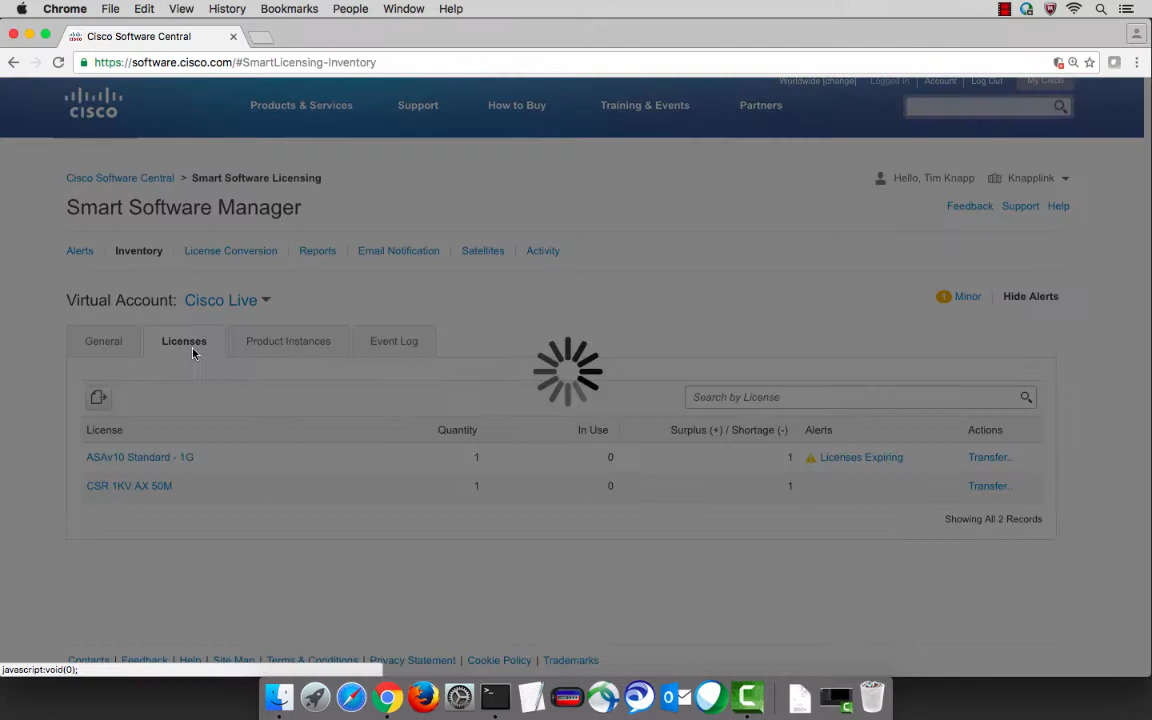 Chrome File Edit View History Bookmarks People Window Help
Cisco Software Central
https://software.cisco.com/#SmartLicensing-Inventory
Worldwide [change] Logged in Account Log Out My Cisco
CISCO
Products & Services Support How to Buy Training & Events Partners
Cisco Software Central > Smart Software Licensing
Hello, Tim Knapp Knapplink
Smart Software Manager
Feedback Support Help
Alerts Inventory License Conversion Reports Email Notification Satellites Activity
Virtual Account: Cisco Live
1 Minor Hide Alerts
General Licenses Product Instances Event Log
Search by License
License Quantity In Use Surplus (+) / Shortage (-) Alerts Actions
ASAv10 Standard - 1G 1 0 1 Licenses Expiring Transfer..
CSR 1KV AX 50M 1 0 1 Transfer..
Showing All 2 Records
Contacts Feedback Help Site Map Terms & Conditions Privacy Statement Cookie Policy Trademarks
javascript:void(0);